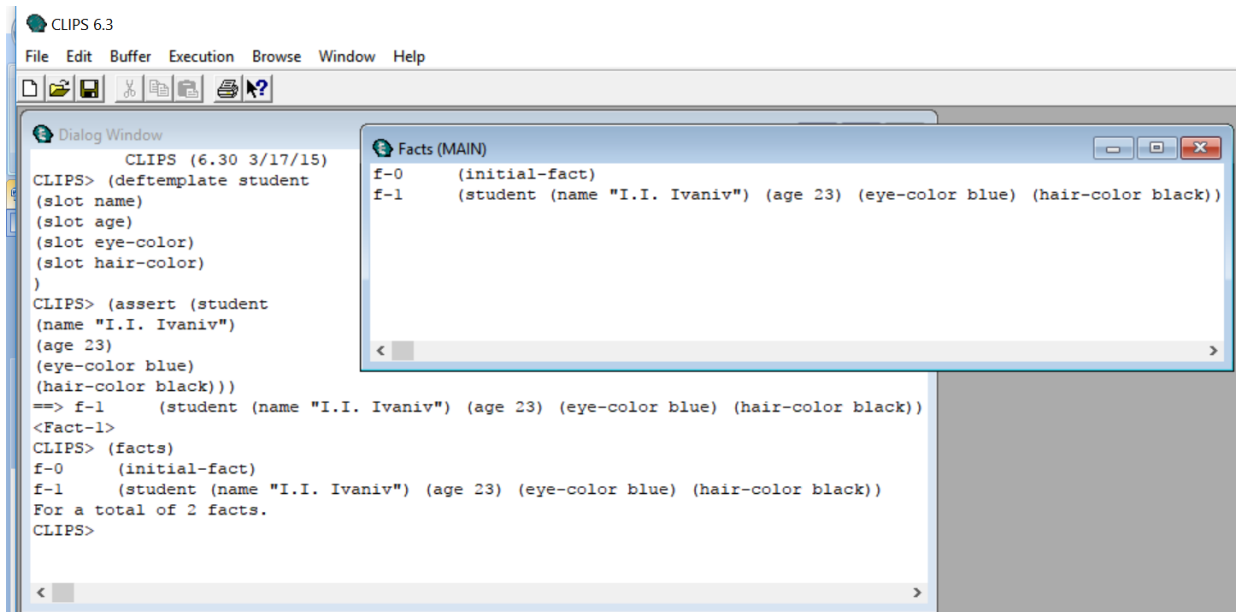 CLIPS 6.3
File Edit Buffer Execution Browse Window Help
Dialog Window
CLIPS (6.30 3/17/15)
CLIPS> (deftemplate student
(slot name)
(slot age)
(slot eye-color)
(slot hair-color)
)
CLIPS> (assert (student
(name "I.I. Ivaniv")
(age 23)
(eye-color blue)
(hair-color black)))
==> f-1 (student (name "I.I. Ivaniv") (age 23) (eye-color blue) (hair-color black))
<Fact-1>
CLIPS> (facts)
f-0 (initial-fact)
f-1 (student (name "I.I. Ivaniv") (age 23) (eye-color blue) (hair-color black))
For a total of 2 facts.
CLIPS>
Facts (MAIN)
f-0 (initial-fact)
f-1 (student (name "I.I. Ivaniv") (age 23) (eye-color blue) (hair-color black))